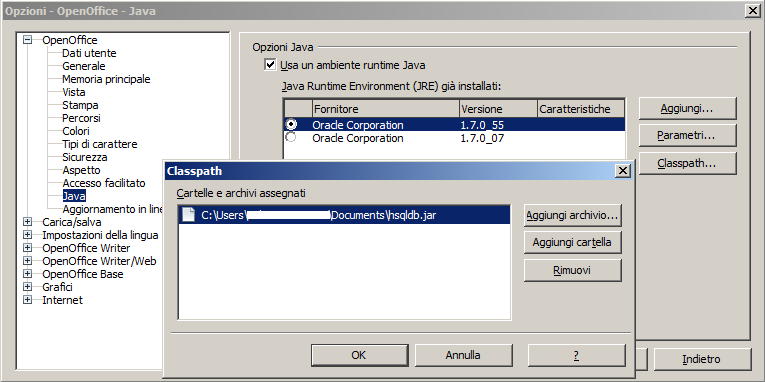 Opzioni - OpenOffice - Java
OpenOffice
Dati utente
Generale
Memoria principale
Vista
Stampa
Percorsi
Colori
Tipi di carattere
Sicurezza
Aspetto
Accesso facilitato
Java
Aggiornamento in line
Carica/salva
Impostazioni della lingua
OpenOffice Writer
OpenOffice Writer/Web
OpenOffice Base
Grafici
Internet
Opzioni Java
Usa un ambiente runtime Java
Java Runtime Environment (JRE) già installati:
Fornitore Versione Caratteristiche
Oracle Corporation 1.7.0_55
Oracle Corporation 1.7.0_07
Aggiungi...
Parametri...
Classpath...
Classpath
Cartelle e archivi assegnati
C:\Users\ \Documents\hsqldb.jar
Aggiungi archivio...
Aggiungi cartella
Rimuovi
OK
Annulla
?
Indietro